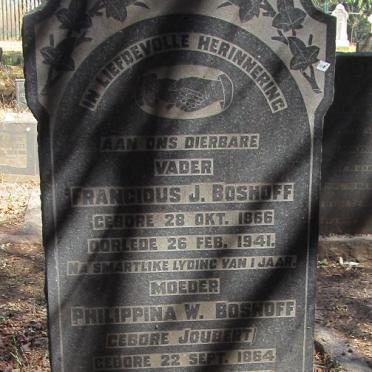 IN LIEFDEVOLLE HERINNERING
AAN ONS DIERBARE
VADER
FRANCIOUS J. BOSHOFF
GEBORE 28 OKT. 1866
OORLEDE 26 FEB. 1941.
NA SMARTLIKE LYDING VAN 1 JAAR.
MOEDER
PHILIPPINA W. BOSHOFF
(GEBORE JOUBERT)
GEBORE 22 SEPT. 1864